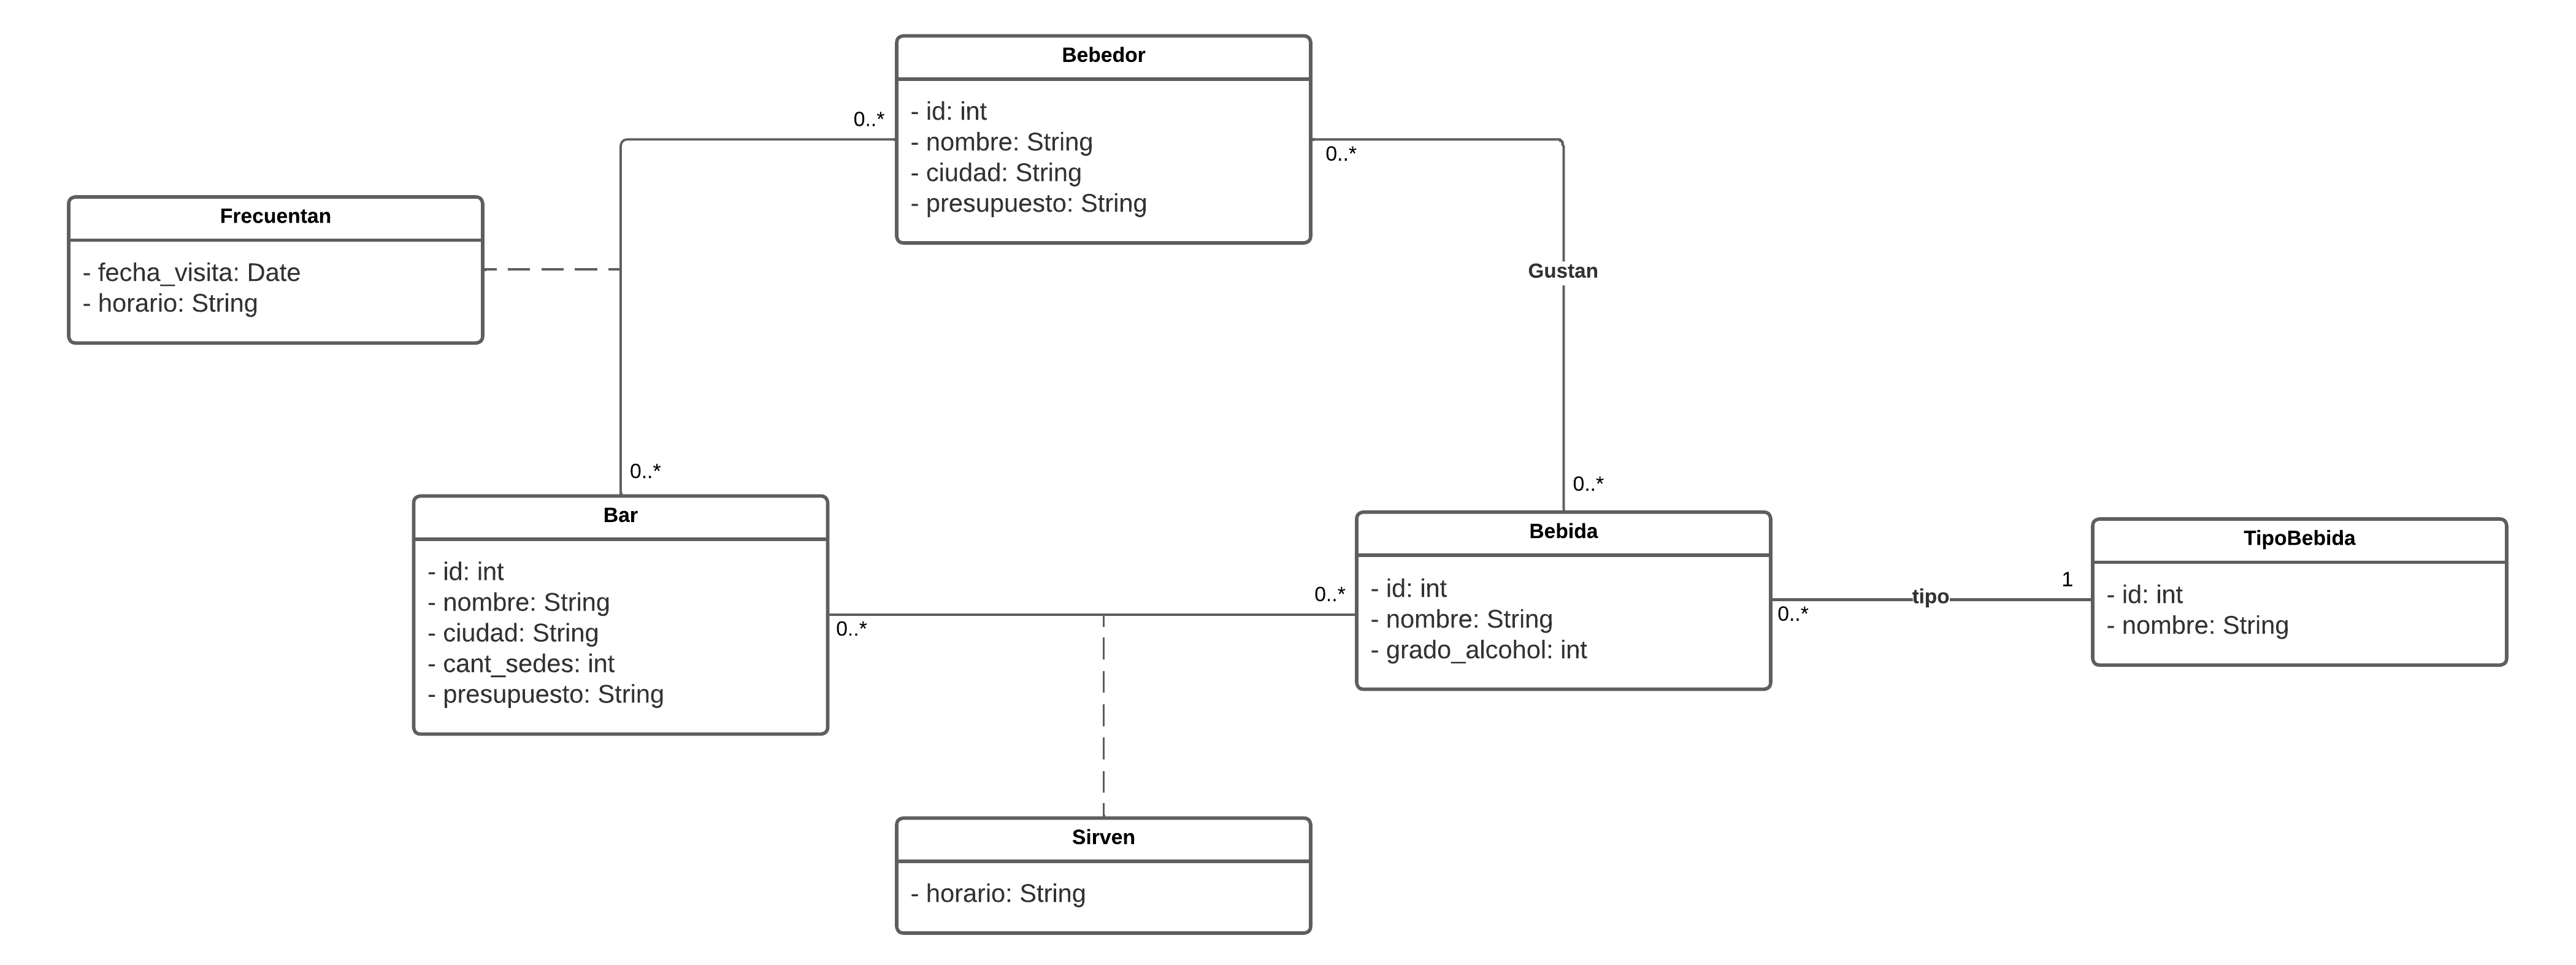 Bebedor
- id: int
- nombre: String
- ciudad: String
- presupuesto: String
0..*
0..*
Frecuentan
- fecha_visita: Date
- horario: String
Gustan
0..*
0..*
Bar
- id: int
- nombre: String
- ciudad: String
- cant_sedes: int
- presupuesto: String
0..*
0..*
Bebida
- id: int
- nombre: String
- grado_alcohol: int
0..*
tipo
1
TipoBebida
- id: int
- nombre: String
Sirven
- horario: String